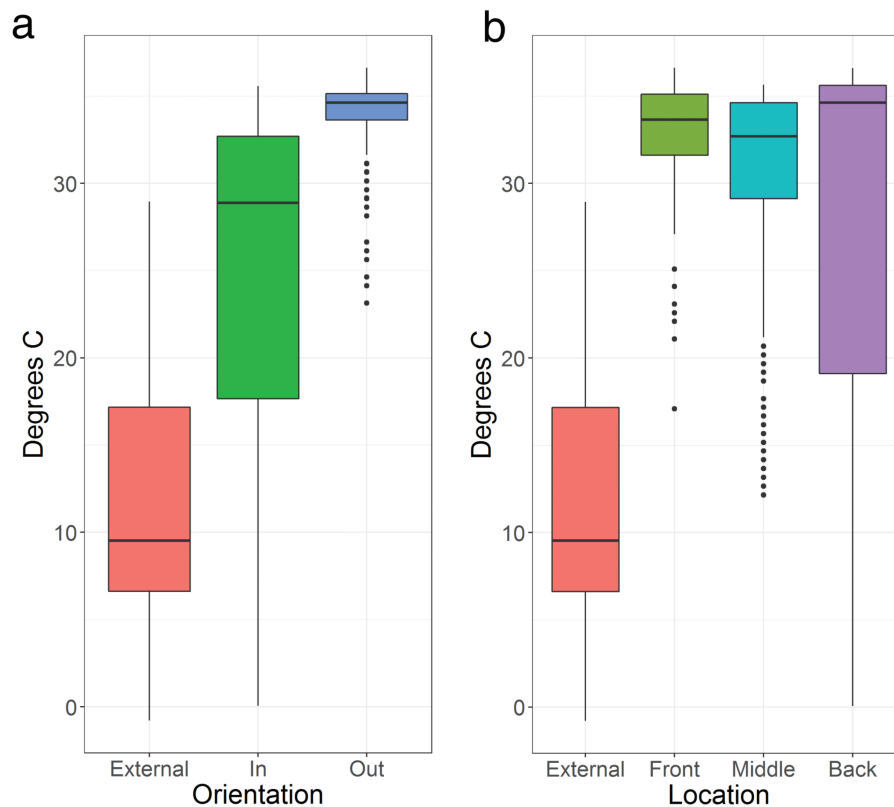 a
Degrees C
30
20
10
0
External In Out
Orientation
b
Degrees C
30
20
10
0
External Front Middle Back
Location